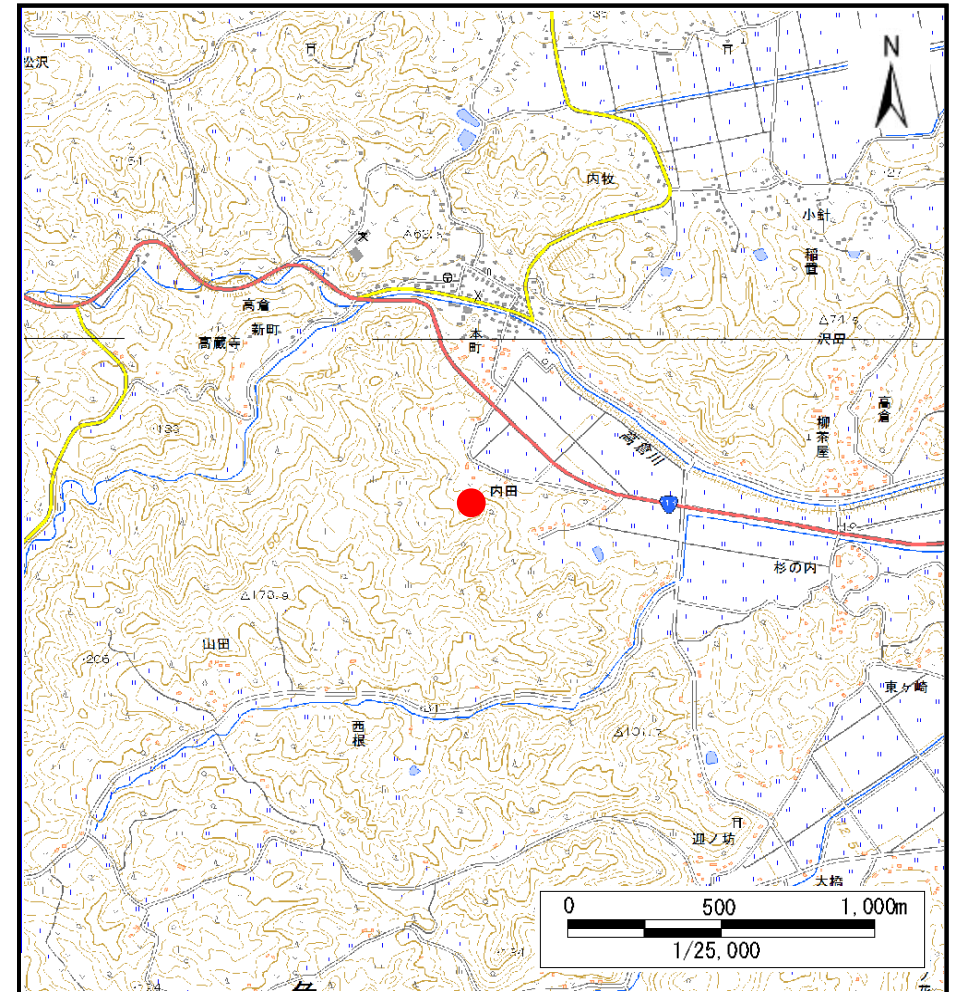 N
内牧
小針
稲置
高倉
新町
高蔵寺
本町
沢田
高倉
柳茶屋
高倉川
内田
杉の内
山田
·206
西根
東ヶ崎
迎ノ坊
大橋
0 500 1,000m
1/25,000